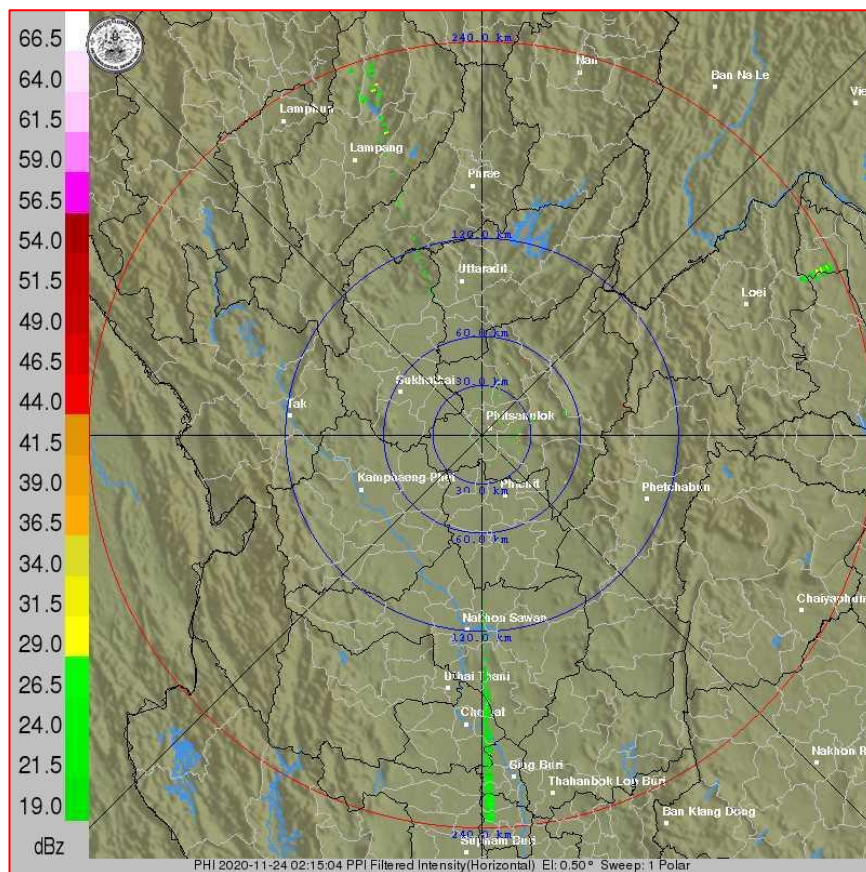 66.5
64.0
61.5
59.0
56.5
54.0
51.5
49.0
46.5
44.0
41.5
39.0
36.5
34.0
31.5
29.0
26.5
24.0
21.5
19.0
dBz
240.0 km
Nan
Ban Na Le
Lamphun
Lampang
Phrae
120.0 km
Uttaradit
Loei
60.0 km
30.0 km
Sukhothai
Tak
Phitsanulok
Kamphaeng Phet
Phichit
30.0 km
Phetchabun
60.0 km
Chaiyaphum
Nakhon Sawan
120.0 km
Uthai Thani
Chainat
Sing Buri
Thahanbok Lop Buri
Nakhon R
Ban Klang Dong
240.0 km
Suphan Buri
PHI 2020-11-24 02:15:04 PPI Filtered Intensity(Horizontal) El: 0.50° Sweep: 1 Polar